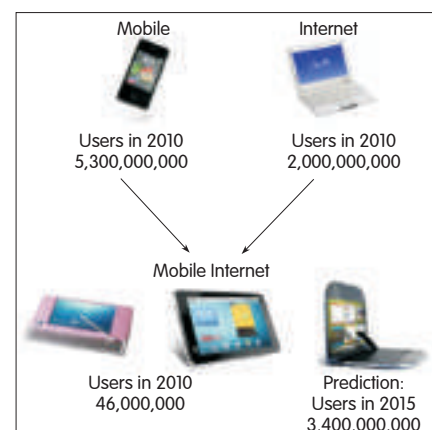 Mobile
Internet
Users in 2010
5,300,000,000
Users in 2010
2,000,000,000
Mobile Internet
Users in 2010
46,000,000
Prediction:
Users in 2015
3,400,000,000